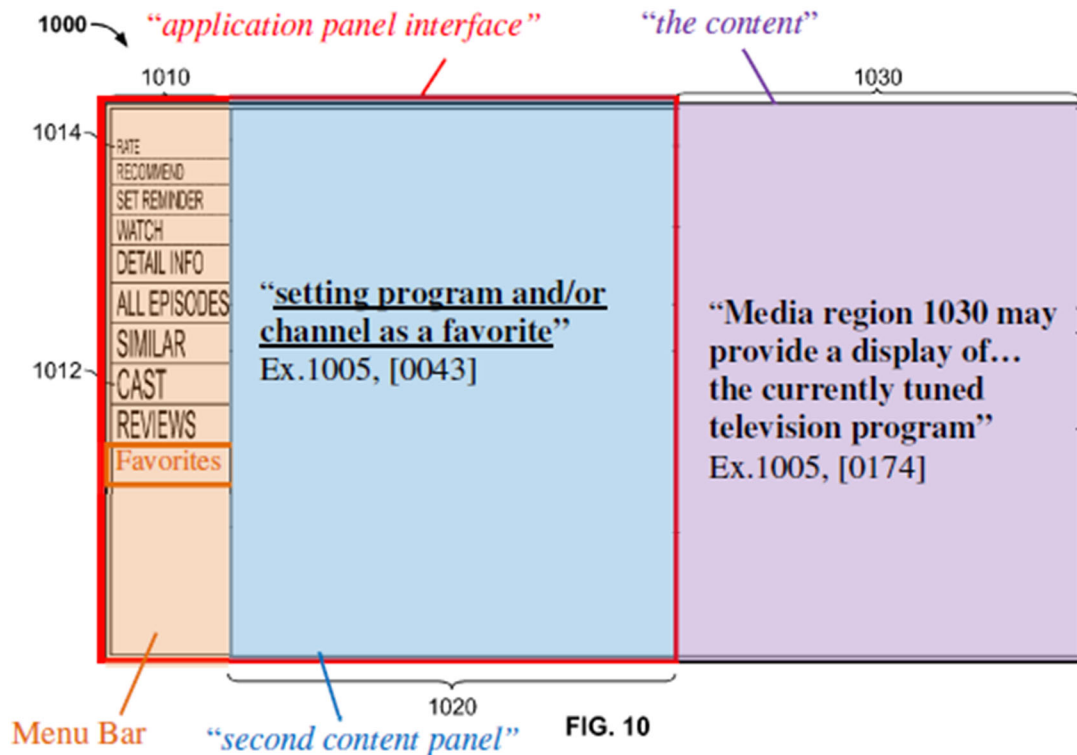 1000
“application panel interface”
“the content”
1010
1030
1014
RATE
RECOMMEND
SET REMINDER
WATCH
DETAIL INFO
ALL EPISODES
SIMILAR
1012
CAST
REVIEWS
Favorites
“setting program and/or
channel as a favorite”
Ex.1005, [0043]
“Media region 1030 may
provide a display of…
the currently tuned
television program”
Ex.1005, [0174]
1020
FIG. 10
Menu Bar
“second content panel”